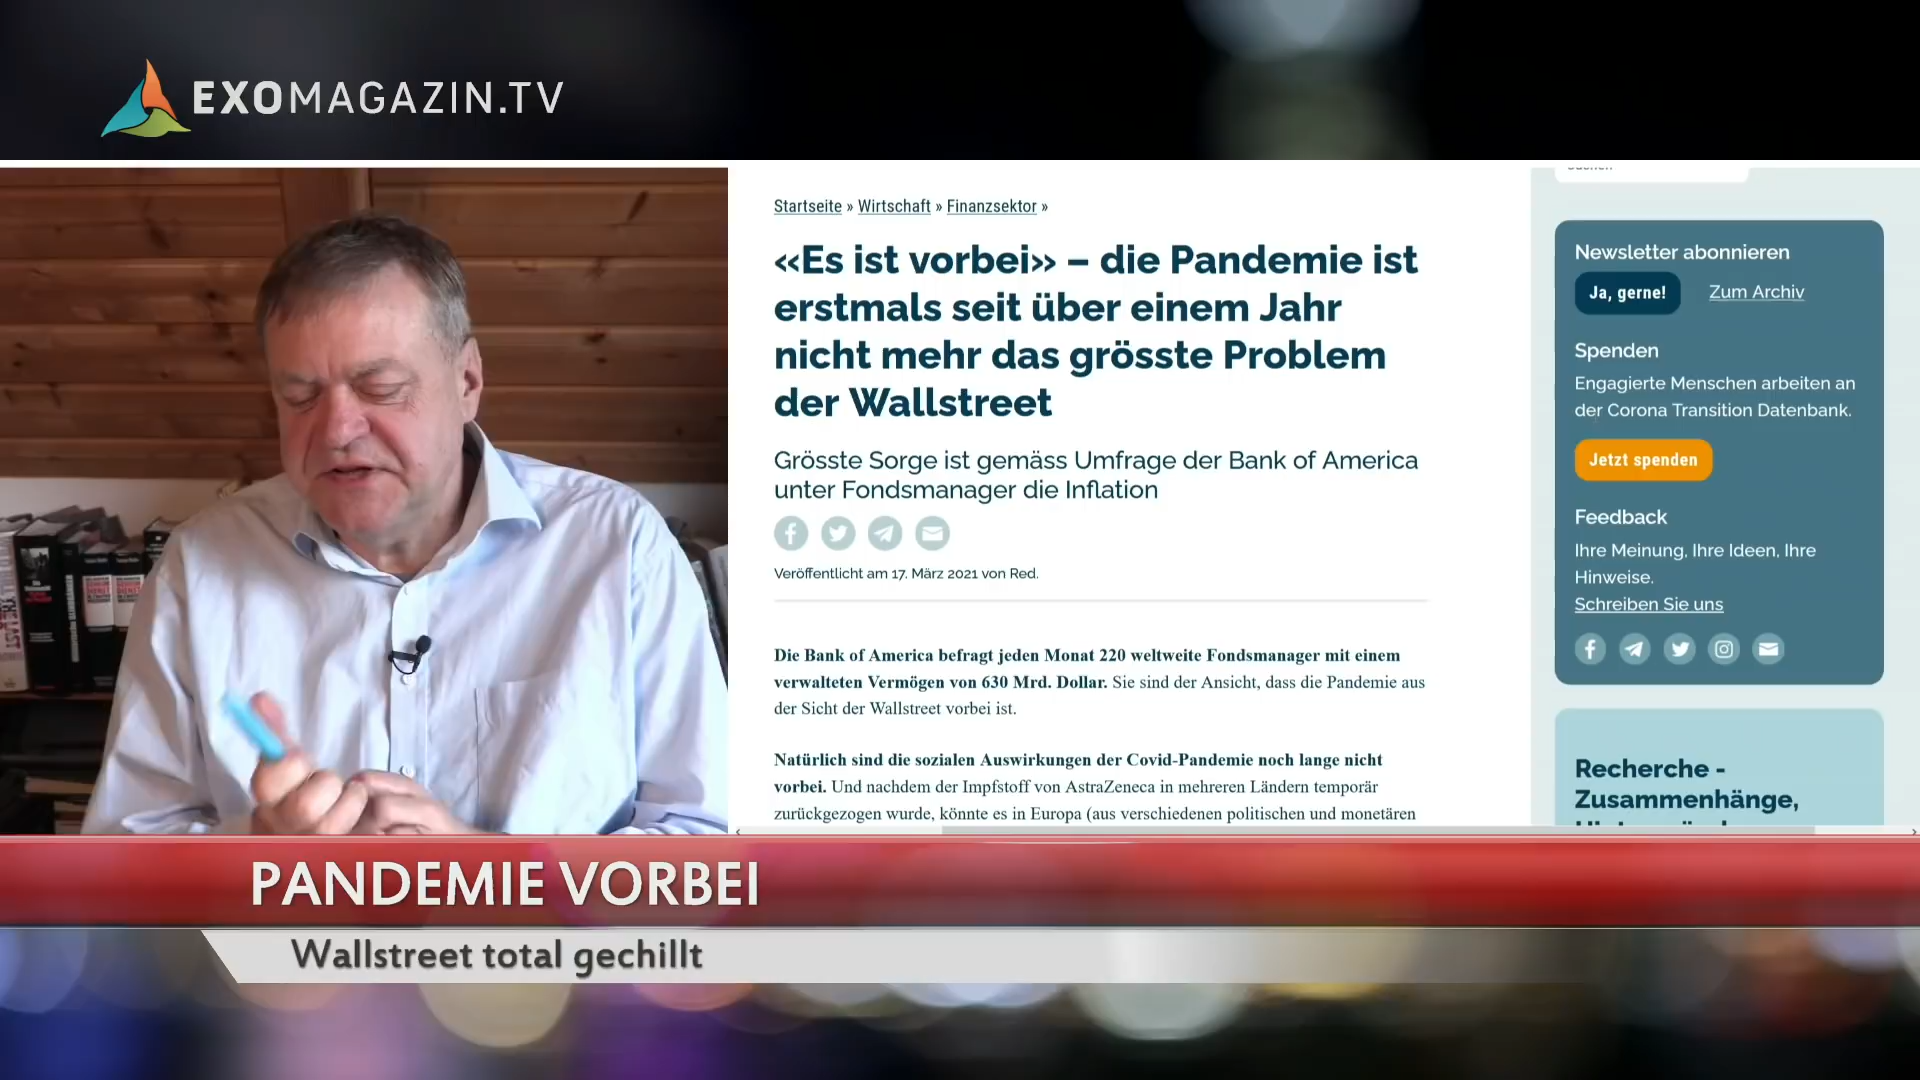 EXOMAGAZIN.TV
Startseite » Wirtschaft » Finanzsektor »
«Es ist vorbei» – die Pandemie ist
erstmals seit über einem Jahr
nicht mehr das grösste Problem
der Wallstreet
Grösste Sorge ist gemäss Umfrage der Bank of America
unter Fondsmanager die Inflation
Veröffentlicht am 17. März 2021 von Red.
Die Bank of America befragt jeden Monat 220 weltweite Fondsmanager mit einem
verwalteten Vermögen von 630 Mrd. Dollar. Sie sind der Ansicht, dass die Pandemie aus
der Sicht der Wallstreet vorbei ist.
Natürlich sind die sozialen Auswirkungen der Covid-Pandemie noch lange nicht
vorbei. Und nachdem der Impfstoff von AstraZeneca in mehreren Ländern temporär
zurückgezogen wurde, könnte es in Europa (aus verschiedenen politischen und monetären
Newsletter abonnieren
Ja, gerne!
Zum Archiv
Spenden
Engagierte Menschen arbeiten an
der Corona Transition Datenbank.
Jetzt spenden
Feedback
Ihre Meinung, Ihre Ideen, Ihre
Hinweise.
Schreiben Sie uns
Recherche -
Zusammenhänge,
PANDEMIE VORBEI
Wallstreet total gechillt